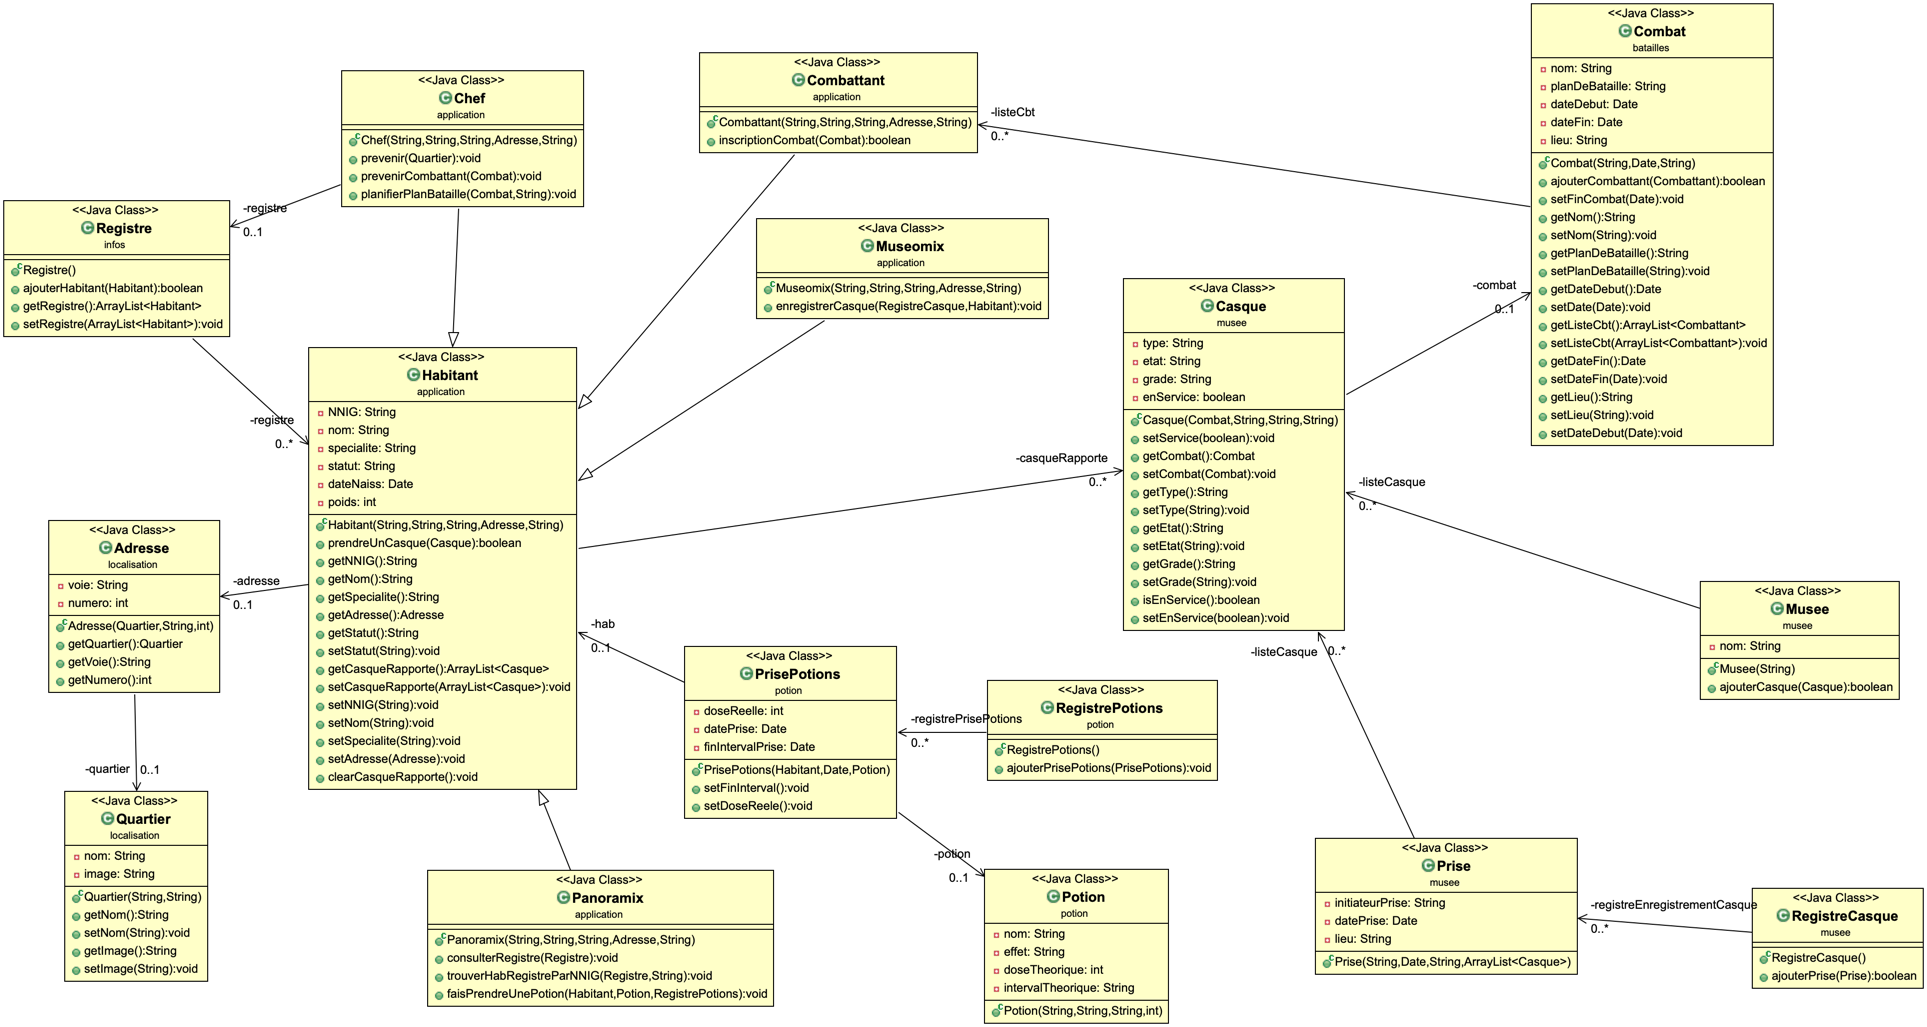 <<Java Class>>
Chef
application
Chef(String,String,String,Adresse,String)
prevenir(Quartier):void
prevenirCombattant(Combat):void
planifierPlanBataille(Combat,String):void
<<Java Class>>
Combattant
application
Combattant(String,String,String,Adresse,String)
inscriptionCombat(Combat):boolean
-listeCbt
0..*
<<Java Class>>
Combat
batailles
nom: String
planDeBataille: String
dateDebut: Date
dateFin: Date
lieu: String
Combat(String,Date,String)
ajouterCombattant(Combattant):boolean
setFinCombat(Date):void
getNom():String
setNom(String):void
getPlanDeBataille():String
setPlanDeBataille(String):void
getDateDebut():Date
setDate(Date):void
getListeCbt():ArrayList<Combattant>
setListeCbt(ArrayList<Combattant>):void
getDateFin():Date
setDateFin(Date):void
getLieu():String
setLieu(String):void
setDateDebut(Date):void
-registre
0..1
<<Java Class>>
Registre
infos
Registre()
ajouterHabitant(Habitant):boolean
getRegistre():ArrayList<Habitant>
setRegistre(ArrayList<Habitant>):void
-registre
0..*
<<Java Class>>
Museomix
application
Museomix(String,String,String,Adresse,String)
enregistrerCasque(RegistreCasque,Habitant):void
<<Java Class>>
Casque
musee
type: String
etat: String
grade: String
enService: boolean
Casque(Combat,String,String,String)
setService(boolean):void
getCombat():Combat
setCombat(Combat):void
getType():String
setType(String):void
getEtat():String
setEtat(String):void
getGrade():String
setGrade(String):void
isEnService():boolean
setEnService(boolean):void
-combat
0..1
<<Java Class>>
Habitant
application
NNIG: String
nom: String
specialite: String
statut: String
dateNaiss: Date
poids: int
Habitant(String,String,String,Adresse,String)
prendreUnCasque(Casque):boolean
getNNIG():String
getNom():String
getSpecialite():String
getAdresse():Adresse
getStatut():String
setStatut(String):void
getCasqueRapporte():ArrayList<Casque>
setCasqueRapporte(ArrayList<Casque>):void
setNNIG(String):void
setNom(String):void
setSpecialite(String):void
setAdresse(Adresse):void
clearCasqueRapporte():void
-casqueRapporte
0..*
-listeCasque
0..*
<<Java Class>>
Adresse
localisation
voie: String
numero: int
Adresse(Quartier,String,int)
getQuartier():Quartier
getVoie():String
getNumero():int
-adresse
0..1
-hab
0..1
<<Java Class>>
Musee
musee
nom: String
Musee(String)
ajouterCasque(Casque):boolean
<<Java Class>>
PrisePotions
potion
doseReelle: int
datePrise: Date
finIntervalPrise: Date
PrisePotions(Habitant,Date,Potion)
setFinInterval():void
setDoseReele():void
-registrePrisePotions
0..*
<<Java Class>>
RegistrePotions
potion
RegistrePotions()
ajouterPrisePotions(PrisePotions):void
-listeCasque
0..*
-quartier
0..1
<<Java Class>>
Quartier
localisation
nom: String
image: String
Quartier(String,String)
getNom():String
setNom(String):void
getImage():String
setImage(String):void
<<Java Class>>
Panoramix
application
Panoramix(String,String,String,Adresse,String)
consulterRegistre(Registre):void
trouverHabRegistreParNNIG(Registre,String):void
faisPrendreUnePotion(Habitant,Potion,RegistrePotions):void
-potion
0..1
<<Java Class>>
Potion
potion
nom: String
effet: String
doseTheorique: int
intervalTheorique: String
Potion(String,String,String,int)
<<Java Class>>
Prise
musee
initiateurPrise: String
datePrise: Date
lieu: String
Prise(String,Date,String,ArrayList<Casque>)
-registreEnregistrementCasque
0..*
<<Java Class>>
RegistreCasque
musee
RegistreCasque()
ajouterPrise(Prise):boolean